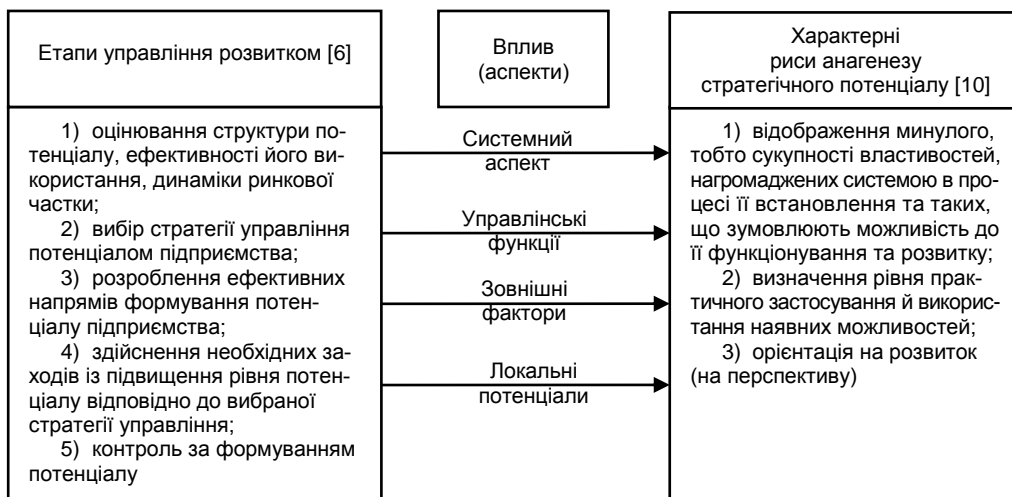 Етапи управління розвитком [6]
1) оцінювання структури по-
тенціалу, ефективності його ви-
користання, динаміки ринкової
частки;
2) вибір стратегії управління
потенціалом підприємства;
3) розроблення ефективних
напрямів формування потен-
ціалу підприємства;
4) здійснення необхідних за-
ходів із підвищення рівня потен-
ціалу відповідно до вибраної
стратегії управління;
5) контроль за формуванням
потенціалу
Вплив
(аспекти)
Системний
аспект
Управлінські
функції
Зовнішні
фактори
Локальні
потенціали
Характерні
риси анагенезу
стратегічного потенціалу [10]
1) відображення минулого,
тобто сукупності властивостей,
нагромаджених системою в про-
цесі її встановлення та таких,
що зумовлюють можливість до
її функціонування та розвитку;
2) визначення рівня прак-
тичного застосування й викорис-
тання наявних можливостей;
3) орієнтація на розвиток
(на перспективу)